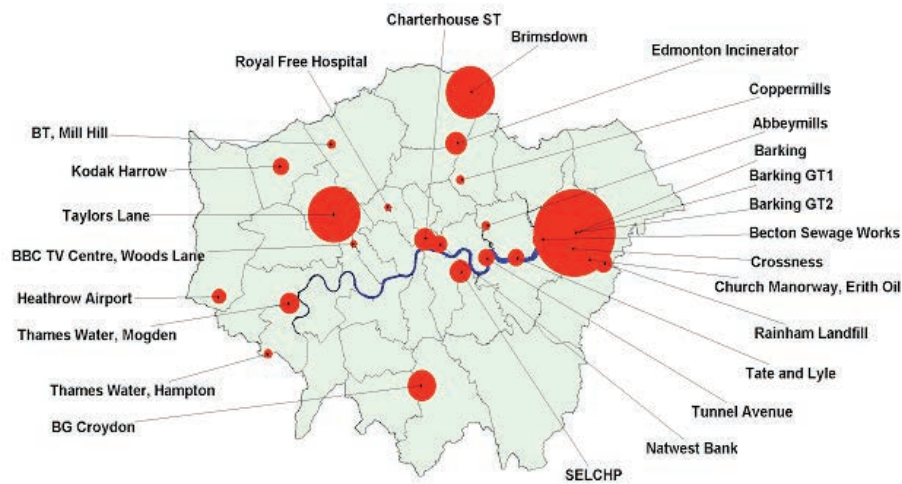 Charterhouse ST
Brimsdown
Edmonton Incinerator
Royal Free Hospital
Coppermills
Abbeymills
BT, Mill Hill
Barking
Kodak Harrow
Barking GT1
Barking GT2
Taylors Lane
Becton Sewage Works
BBC TV Centre, Woods Lane
Crossness
Church Manorway, Erith Oil
Heathrow Airport
Rainham Landfill
Thames Water, Mogden
Tate and Lyle
Thames Water, Hampton
Tunnel Avenue
BG Croydon
Natwest Bank
SELCHP